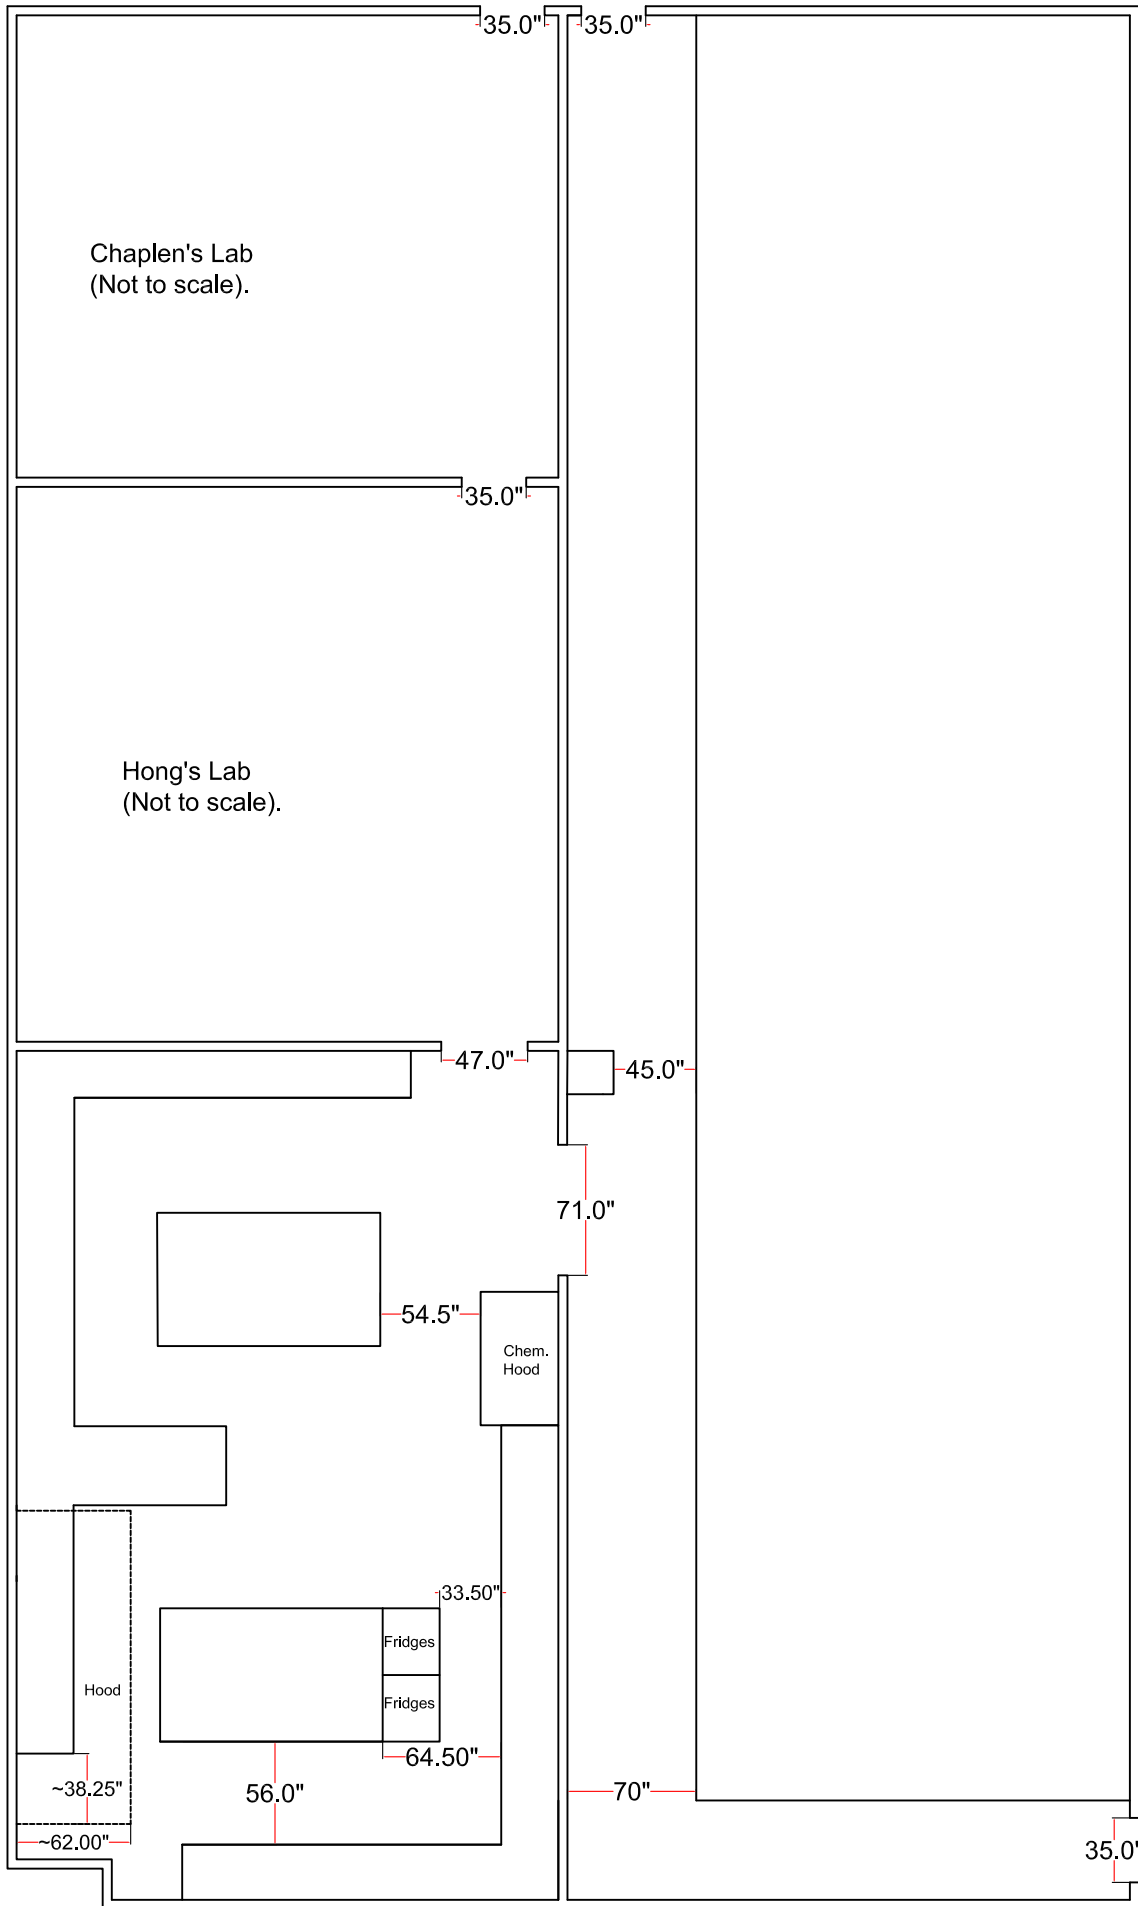 35.0"
35.0"
Chaplen's Lab
(Not to scale).
35.0"
Hong's Lab
(Not to scale).
47.0"
45.0"
71.0"
54.5"
Chem.
Hood
33.50"
Fridges
Hood
Fridges
64.50"
~38.25"
56.0"
70"
~62.00"
35.0"